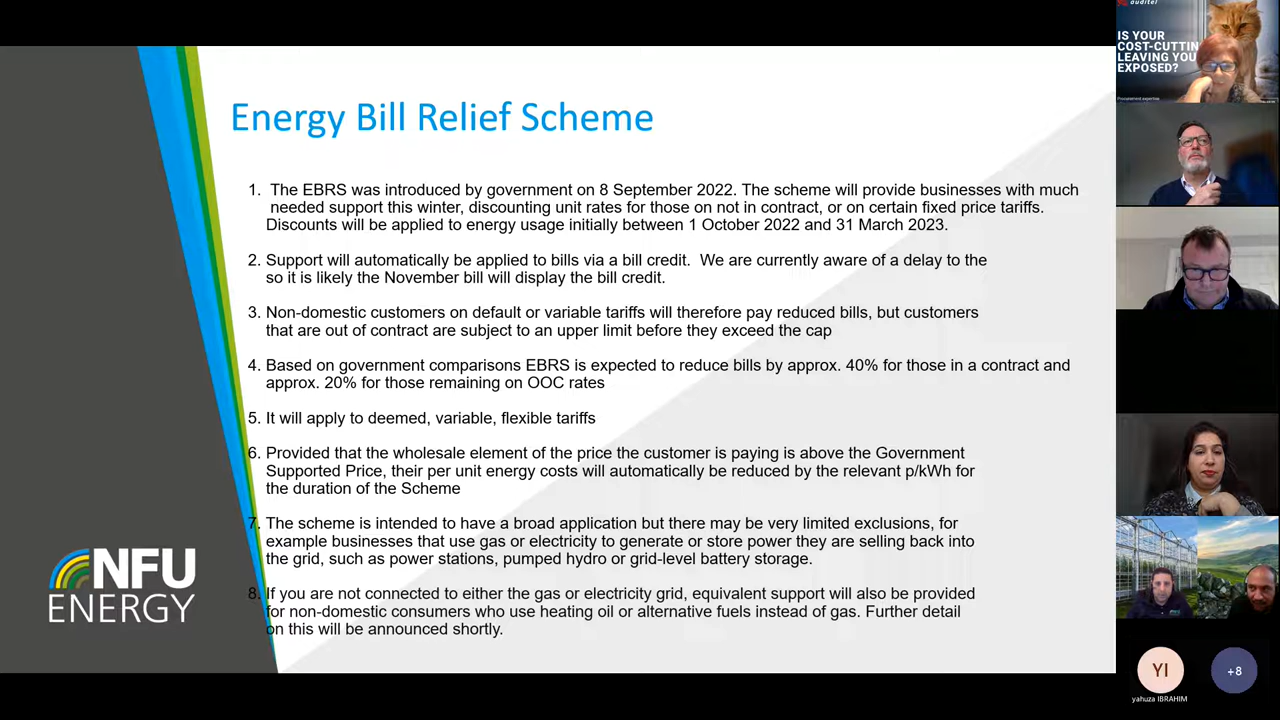 Energy Bill Relief Scheme
1. The EBRS was introduced by government on 8 September 2022. The scheme will provide businesses with much
needed support this winter, discounting unit rates for those on not in contract, or on certain fixed price tariffs.
Discounts will be applied to energy usage initially between 1 October 2022 and 31 March 2023.
2. Support will automatically be applied to bills via a bill credit. We are currently aware of a delay to the
so it is likely the November bill will display the bill credit.
3. Non-domestic customers on default or variable tariffs will therefore pay reduced bills, but customers
that are out of contract are subject to an upper limit before they exceed the cap
4. Based on government comparisons EBRS is expected to reduce bills by approx. 40% for those in a contract and
approx. 20% for those remaining on OOC rates
5. It will apply to deemed, variable, flexible tariffs
6. Provided that the wholesale element of the price the customer is paying is above the Government
Supported Price, their per unit energy costs will automatically be reduced by the relevant p/kWh for
the duration of the Scheme
7. The scheme is intended to have a broad application but there may be very limited exclusions, for
example businesses that use gas or electricity to generate or store power they are selling back into
the grid, such as power stations, pumped hydro or grid-level battery storage.
8. If you are not connected to either the gas or electricity grid, equivalent support will also be provided
for non-domestic consumers who use heating oil or alternative fuels instead of gas. Further detail
on this will be announced shortly.
NFU
ENERGY
auditel
IS YOUR
COST-CUTTIN
LEAVING YOU
EXPOSED?
Procurement expertise
YI
+8
yahuza IBRAHIM